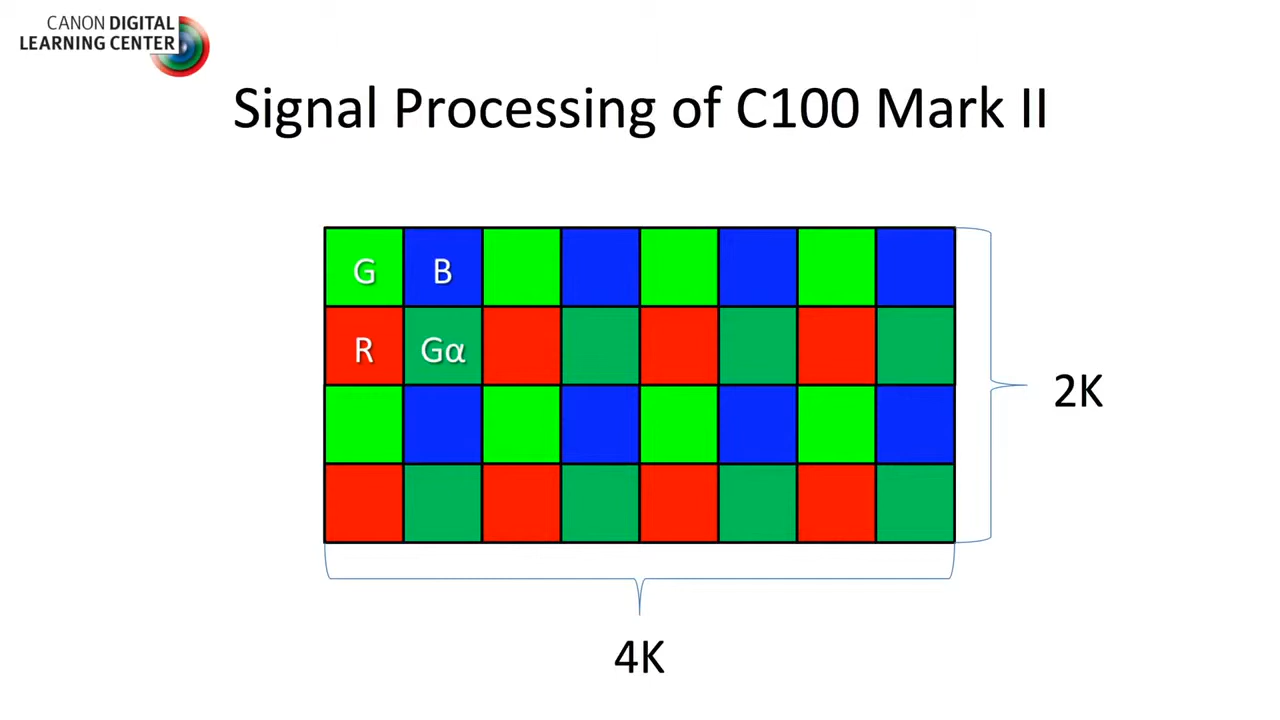 CANON DIGITAL
LEARNING CENTER
Signal Processing of C100 Mark II
G B
R Gα
2K
4K